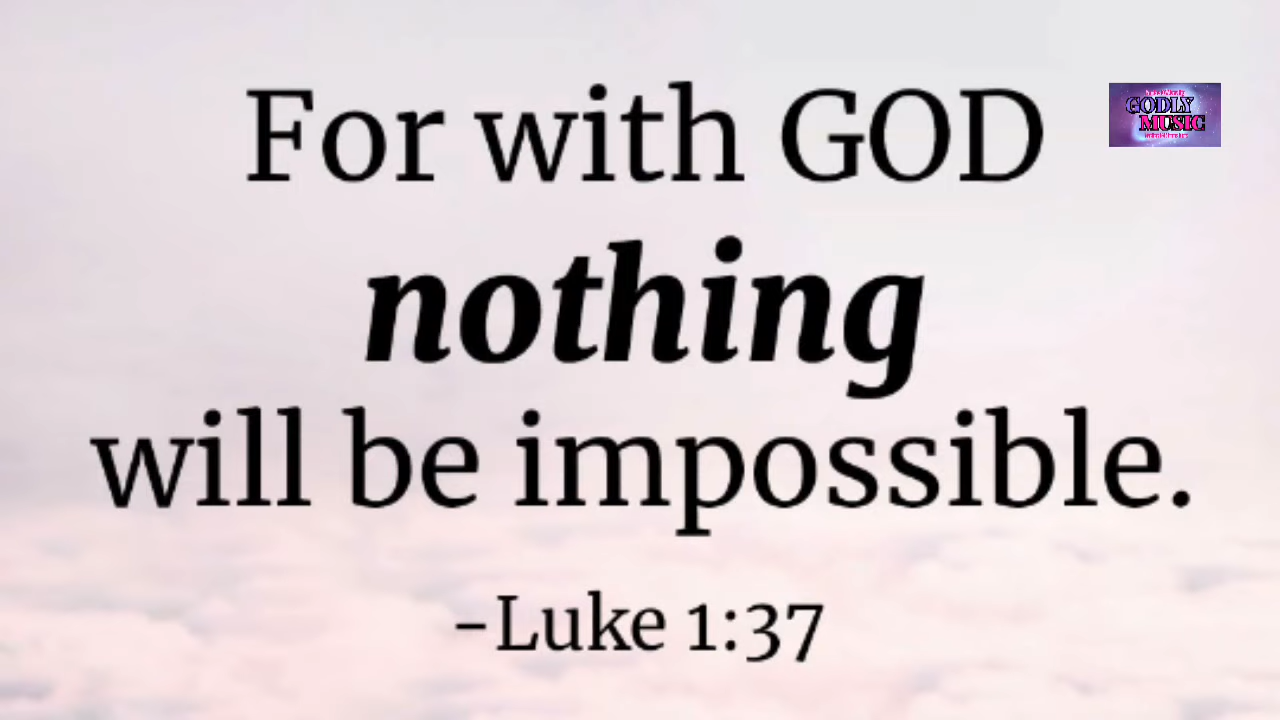 For with GOD
GODLY
MUSIC
nothing
will be impossible.
-Luke 1:37